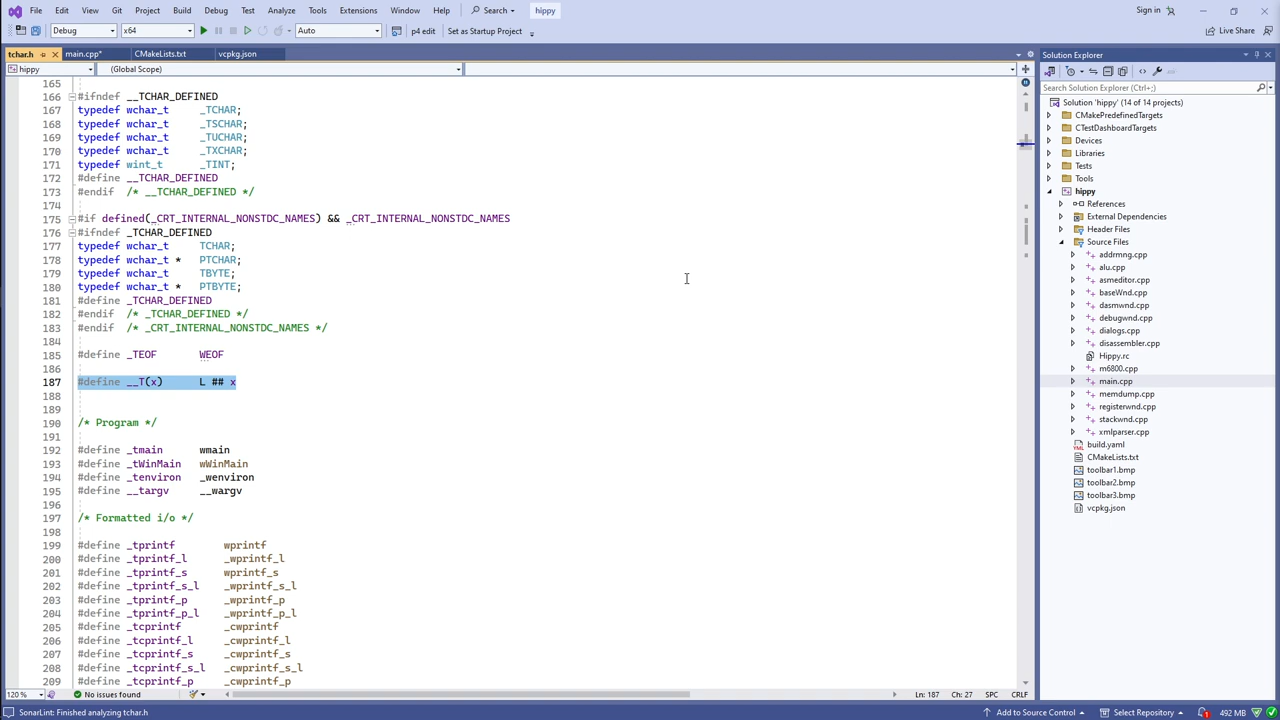 File Edit View Git Project Build Debug Test Analyze Tools Extensions Window Help Search hippy Sign in
Debug x64 Auto p4 edit Set as Startup Project Live Share
tchar.h main.cpp* CMakeLists.txt vcpkg.json
hippy (Global Scope)
165
166 #ifndef __TCHAR_DEFINED
167 typedef wchar_t _TCHAR;
168 typedef wchar_t _TSCHAR;
169 typedef wchar_t _TUCHAR;
170 typedef wchar_t _TXCHAR;
171 typedef wint_t _TINT;
172 #define __TCHAR_DEFINED
173 #endif /* __TCHAR_DEFINED */
174
175 #if defined(_CRT_INTERNAL_NONSTDC_NAMES) && _CRT_INTERNAL_NONSTDC_NAMES
176 #ifndef _TCHAR_DEFINED
177 typedef wchar_t TCHAR;
178 typedef wchar_t * PTCHAR;
179 typedef wchar_t TBYTE;
180 typedef wchar_t * PTBYTE;
181 #define _TCHAR_DEFINED
182 #endif /* _TCHAR_DEFINED */
183 #endif /* _CRT_INTERNAL_NONSTDC_NAMES */
184
185 #define _TEOF WEOF
186
187 #define __T(x) L ## x
188
189
190 /* Program */
191
192 #define _tmain wmain
193 #define _tWinMain wWinMain
194 #define _tenviron _wenviron
195 #define __targv __wargv
196
197 /* Formatted i/o */
198
199 #define _tprintf wprintf
200 #define _tprintf_l _wprintf_l
201 #define _tprintf_s wprintf_s
202 #define _tprintf_s_l _wprintf_s_l
203 #define _tprintf_p _wprintf_p
204 #define _tprintf_p_l _wprintf_p_l
205 #define _tcprintf _cwprintf
206 #define _tcprintf_l _cwprintf_l
207 #define _tcprintf_s _cwprintf_s
208 #define _tcprintf_s_l _cwprintf_s_l
209 #define _tcprintf_p _cwprintf_p
120 % No issues found Ln: 187 Ch: 27 SPC CRLF
SonarLint: Finished analyzing tchar.h Add to Source Control Select Repository 1 492 MB
Solution Explorer
Search Solution Explorer (Ctrl+;)
Solution 'hippy' (14 of 14 projects)
CMakePredefinedTargets
CTestDashboardTargets
Devices
Libraries
Tests
Tools
hippy
References
External Dependencies
Header Files
Source Files
addrmng.cpp
alu.cpp
asmeditor.cpp
baseWnd.cpp
dasmwnd.cpp
debugwnd.cpp
dialogs.cpp
disassembler.cpp
Hippy.rc
m6800.cpp
main.cpp
memdump.cpp
registerwnd.cpp
stackwnd.cpp
xmlparser.cpp
build.yaml
CMakeLists.txt
toolbar1.bmp
toolbar2.bmp
toolbar3.bmp
vcpkg.json